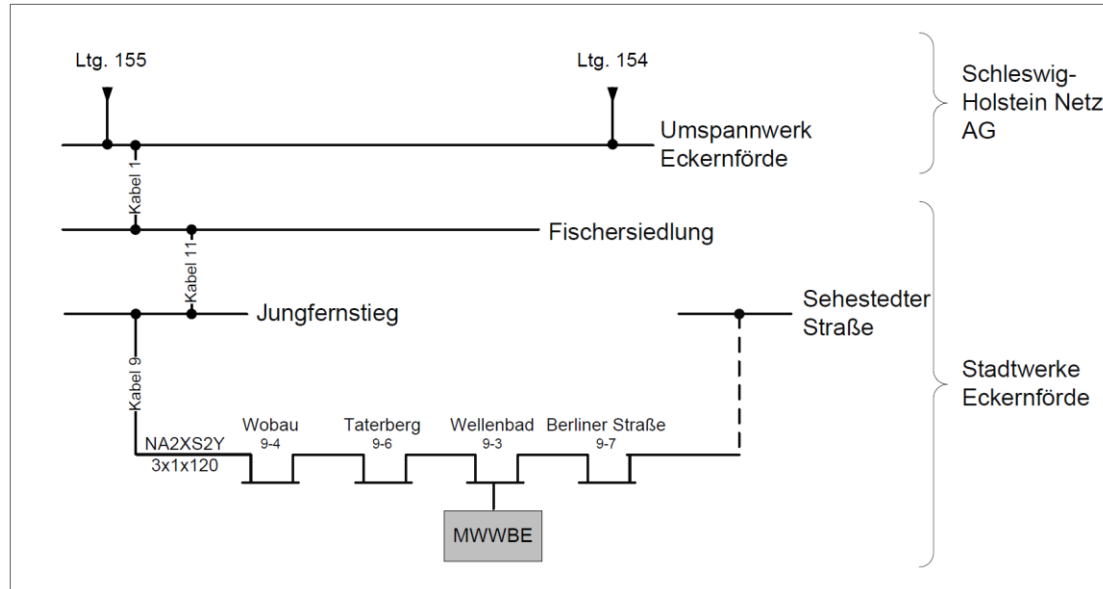 Ltg. 155
Ltg. 154
Schleswig-
Holstein Netz
AG
Umspannwerk
Eckernförde
Kabel 1
Fischersiedlung
Kabel 11
Jungfernstieg
Sehestedter
Straße
Kabel 9
Stadtwerke
Eckernförde
Wobau
9-4
Taterberg
9-6
Wellenbad
9-3
Berliner Straße
9-7
NA2XS2Y
3x1x120
MWWBE